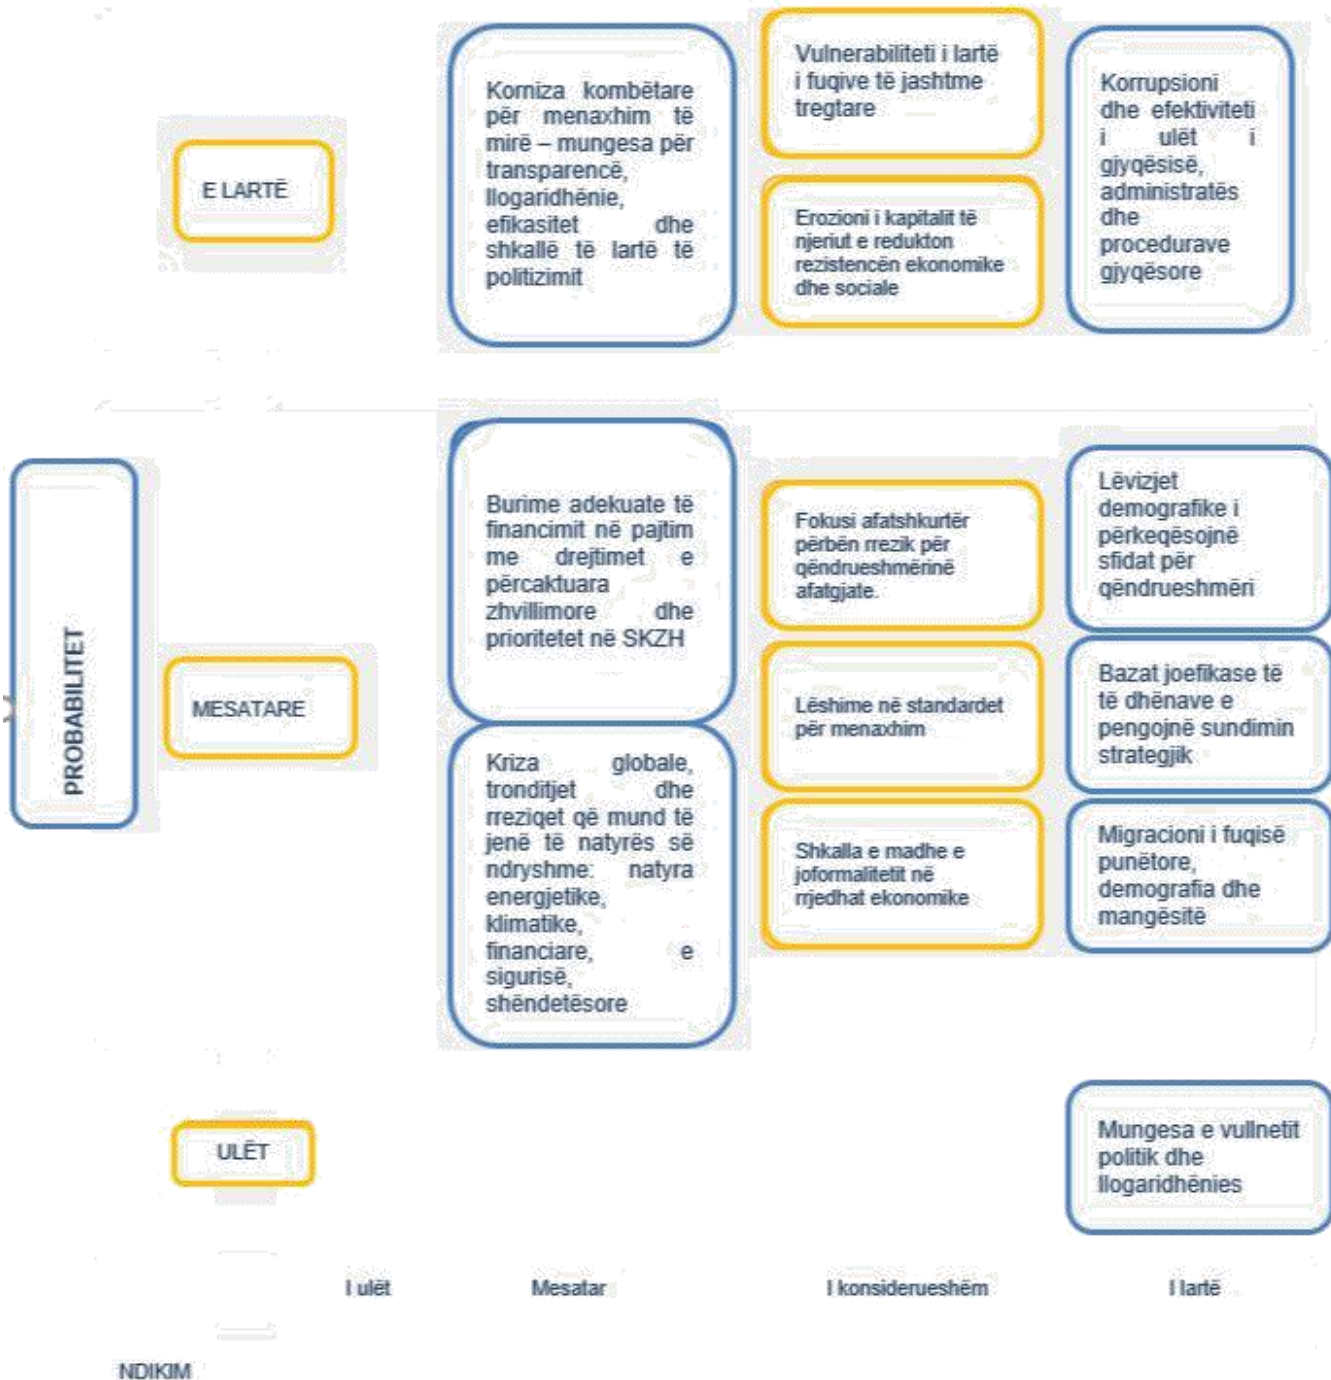 E LARTË
Korniza kombëtare
për menaxhim të
mirë – mungesa për
transparencë,
llogaridhënie,
efikasitet dhe
shkallë të lartë të
politizimit
Vulnerabiliteti i lartë
i fuqive të jashtme
tregtare
Erozioni i kapitalit të
njeriut e redukton
rezistencën ekonomike
dhe sociale
Korrupsioni
dhe efektiviteti
i ulët i
gjyqësisë,
administratës
dhe
procedurave
gjyqësore
PROBABILITET
MESATARE
Burime adekuate të
financimit në pajtim
me drejtimet e
përcaktuara
zhvillimore dhe
prioritetet në SKZH
Kriza globale,
tronditjet dhe
rreziqet që mund të
jenë të natyrës së
ndryshme: natyra
energjetike,
klimatike,
financiare, e
sigurisë,
shëndetësore
Fokusi afatshkurtër
përbën rrezik për
qëndrueshmërinë
afatgjate.
Lëshime në standardet
për menaxhim
Shkalla e madhe e
joformalitetit në
rrjedhat ekonomike
Lëvizjet
demografike i
përkeqësojnë
sfidat për
qëndrueshmëri
Bazat joefikase të
të dhënave e
pengojnë sundimin
strategjik
Migracioni i fuqisë
punëtore,
demografia dhe
mangësitë
ULËT
Mungesa e vullnetit
politik dhe
llogaridhënies
I ulët
Mesatar
I konsiderueshëm
I lartë
NDIKIM